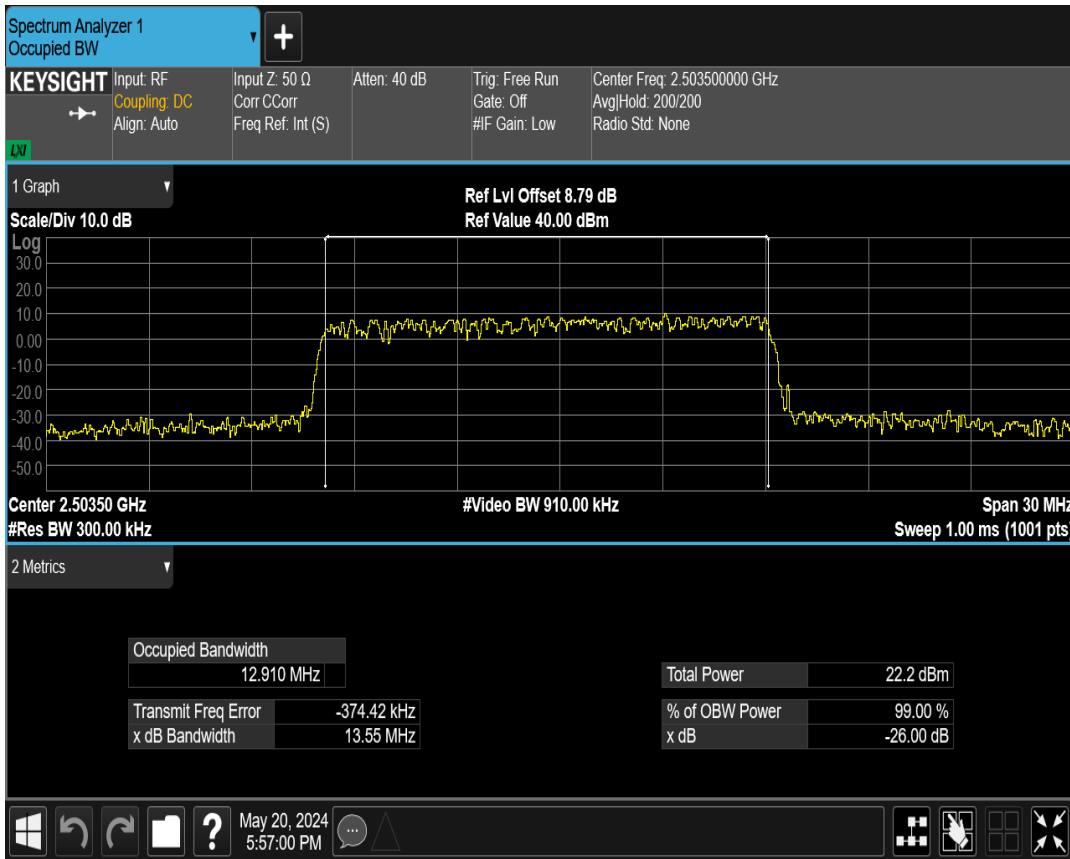 Spectrum Analyzer 1
Occupied BW
KEYSIGHT
LXI
Input: RF
Coupling: DC
Align: Auto
Input Z: 50 Ω
Corr CCorr
Freq Ref: Int (S)
Atten: 40 dB
Trig: Free Run
Gate: Off
#IF Gain: Low
Center Freq: 2.503500000 GHz
Avg|Hold: 200/200
Radio Std: None
1 Graph
Scale/Div 10.0 dB
Ref Lvl Offset 8.79 dB
Ref Value 40.00 dBm
Log
30.0
20.0
10.0
0.00
-10.0
-20.0
-30.0
-40.0
-50.0
Center 2.50350 GHz
#Video BW 910.00 kHz
Span 30 MHz
#Res BW 300.00 kHz
Sweep 1.00 ms (1001 pts)
2 Metrics
Occupied Bandwidth
12.910 MHz
Total Power 22.2 dBm
Transmit Freq Error -374.42 kHz
% of OBW Power 99.00 %
x dB Bandwidth 13.55 MHz
x dB -26.00 dB
?
May 20, 2024
5:57:00 PM